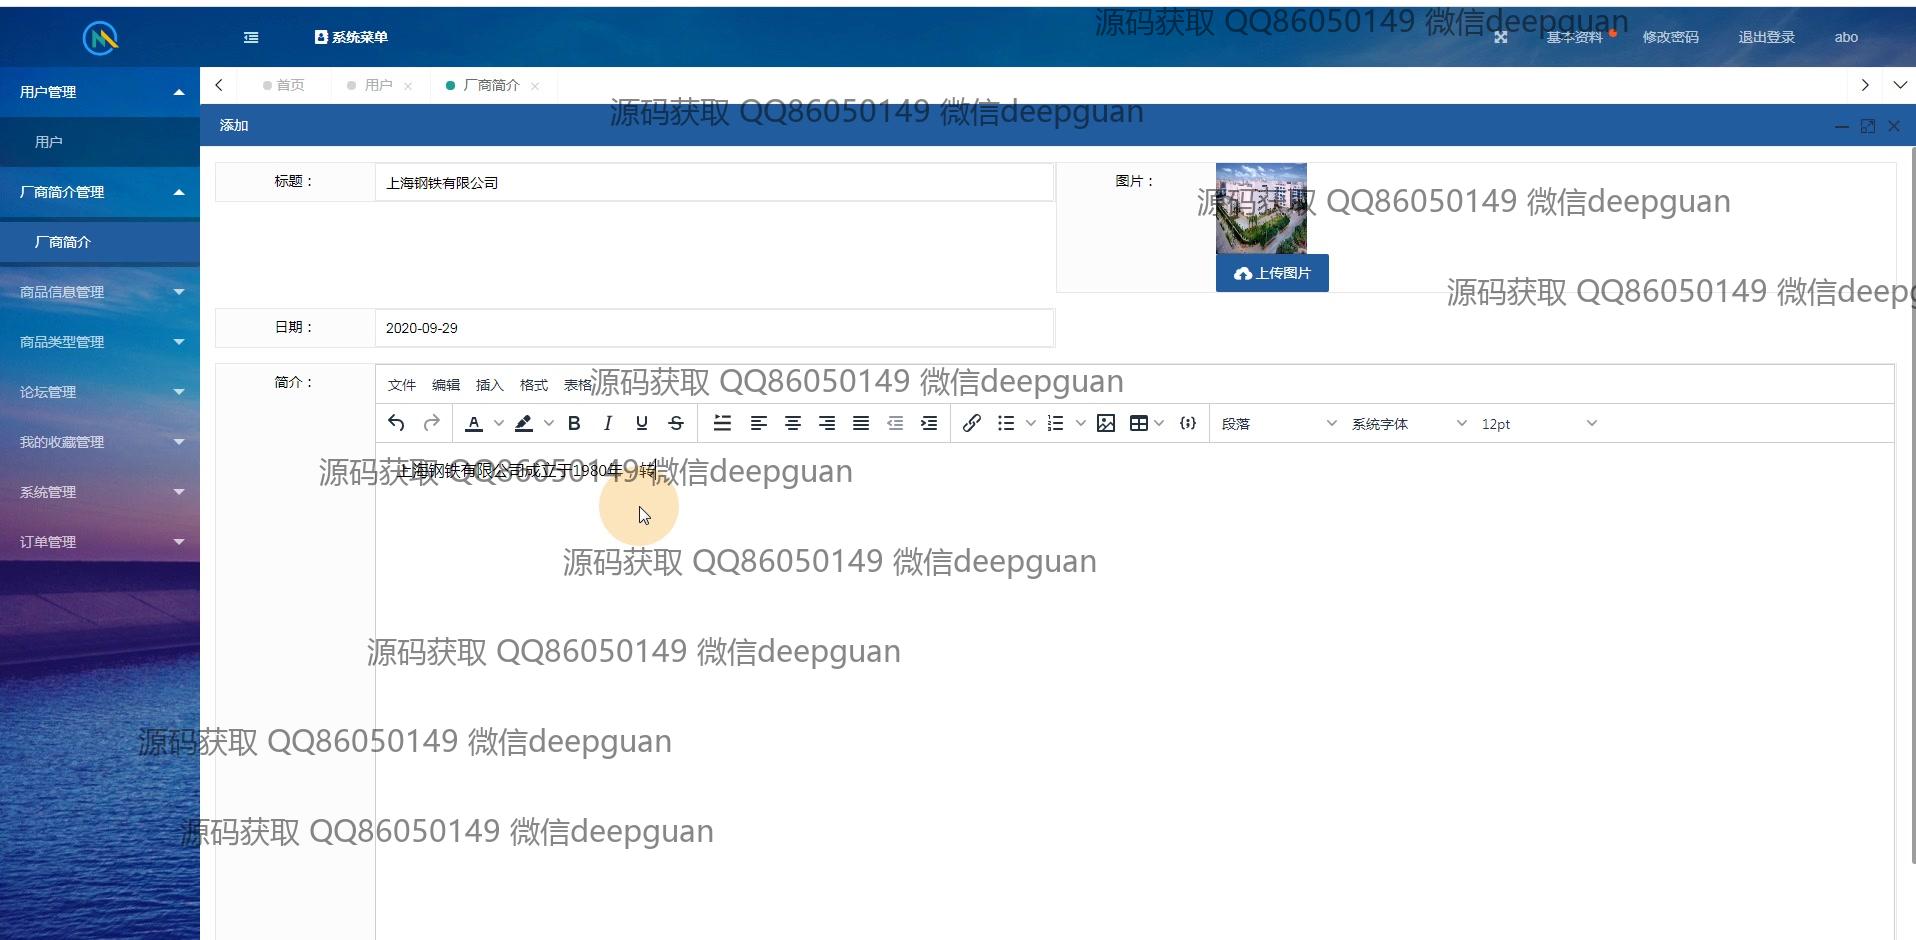 系统菜单
源码获取 QQ86050149 微信deepguan
基本资料
修改密码
退出登录
abo
用户管理
用户
厂商简介管理
厂商简介
商品信息管理
商品类型管理
论坛管理
我的收藏管理
系统管理
订单管理
首页
用户
厂商简介
源码获取 QQ86050149 微信deepguan
添加
标题：
上海钢铁有限公司
图片：
源码获取 QQ86050149 微信deepguan
上传图片
源码获取 QQ86050149 微信deepg
日期：
2020-09-29
简介：
文件 编辑 插入 格式 表格
源码获取 QQ86050149 微信deepguan
段落
系统字体
12pt
上海钢铁有限公司成立于1980年，转
源码获取 QQ86050149 微信deepguan
源码获取 QQ86050149 微信deepguan
源码获取 QQ86050149 微信deepguan
源码获取 QQ86050149 微信deepguan
源码获取 QQ86050149 微信deepguan